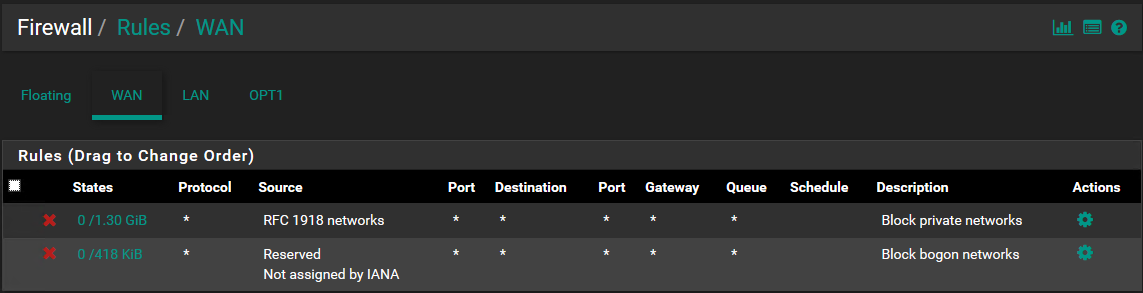 Firewall / Rules / WAN
Floating WAN LAN OPT1
Rules (Drag to Change Order)
States Protocol Source Port Destination Port Gateway Queue Schedule Description Actions
0 /1.30 GiB * RFC 1918 networks * * * * * Block private networks
0 /418 KiB * Reserved * * * * * Block bogon networks
Not assigned by IANA